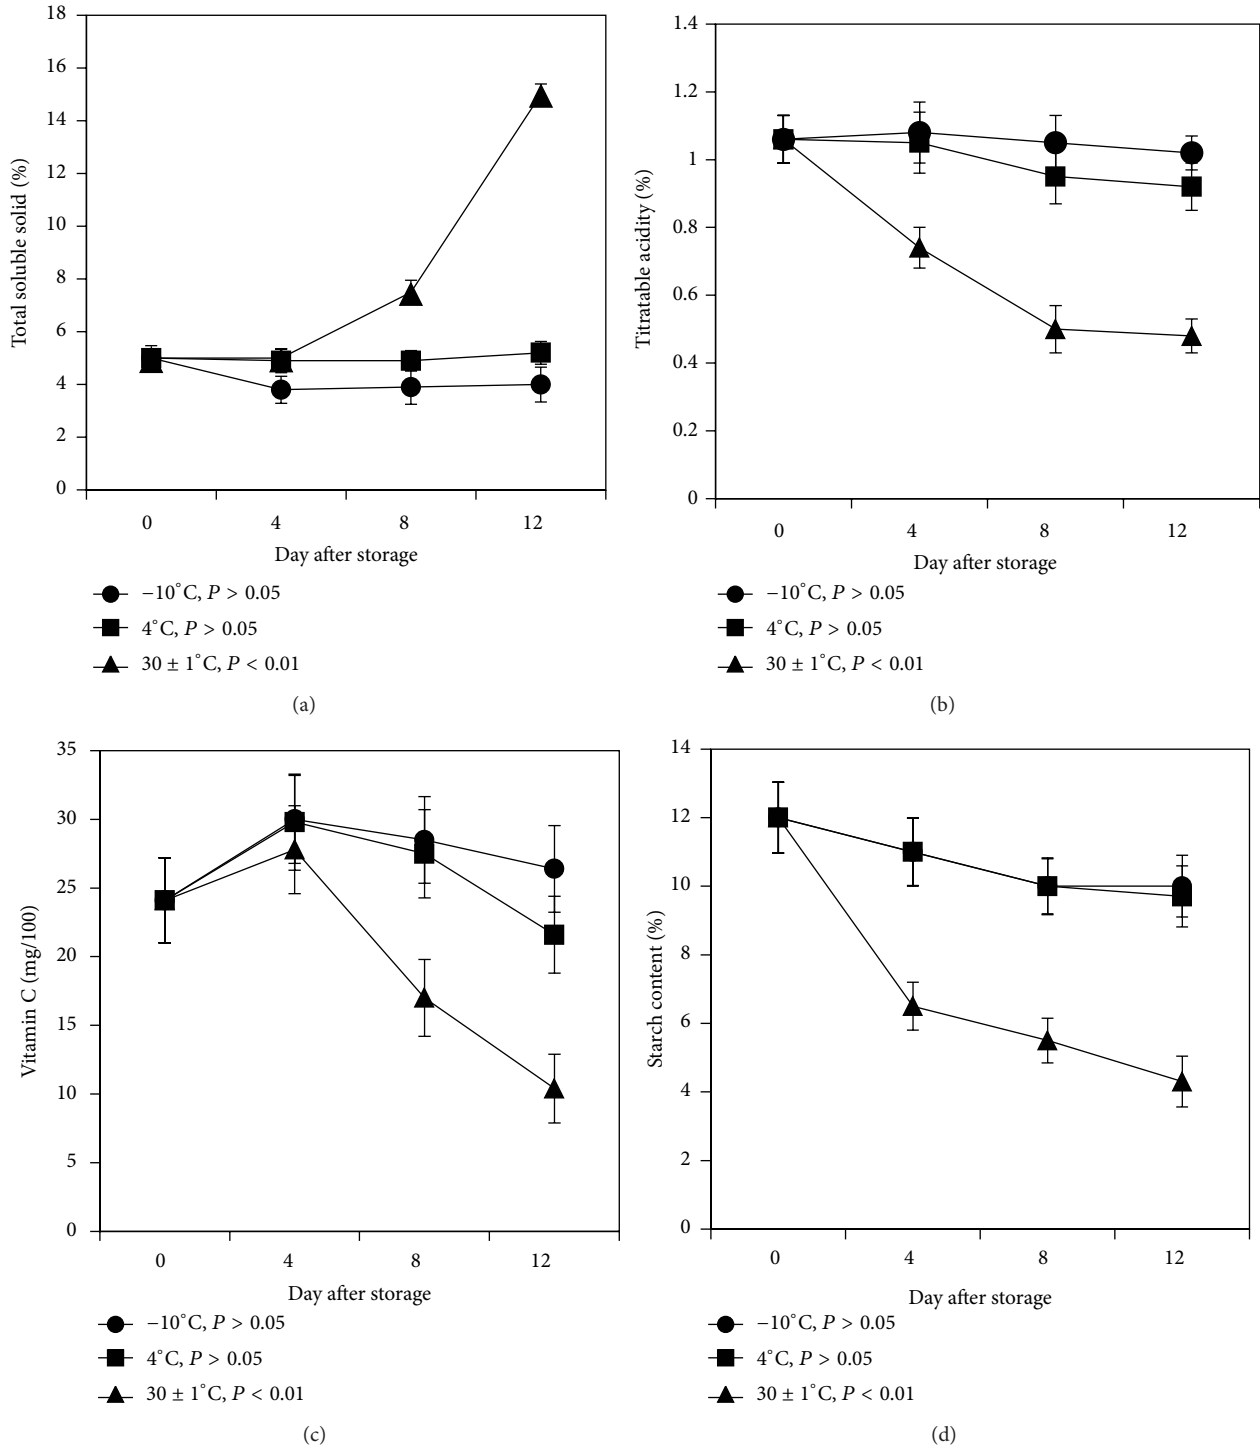 18
16
14
12
10
8
6
4
2
0
Total soluble solid (%)
0 4 8 12
Day after storage
−10°C, P > 0.05
4°C, P > 0.05
30 ± 1°C, P < 0.01
(a)
1.4
1.2
1
0.8
0.6
0.4
0.2
0
Titratable acidity (%)
0 4 8 12
Day after storage
−10°C, P > 0.05
4°C, P > 0.05
30 ± 1°C, P < 0.01
(b)
35
30
25
20
15
10
5
0
Vitamin C (mg/100)
0 4 8 12
Day after storage
−10°C, P > 0.05
4°C, P > 0.05
30 ± 1°C, P < 0.01
(c)
14
12
10
8
6
4
2
0
Starch content (%)
0 4 8 12
Day after storage
−10°C, P > 0.05
4°C, P > 0.05
30 ± 1°C, P < 0.01
(d)